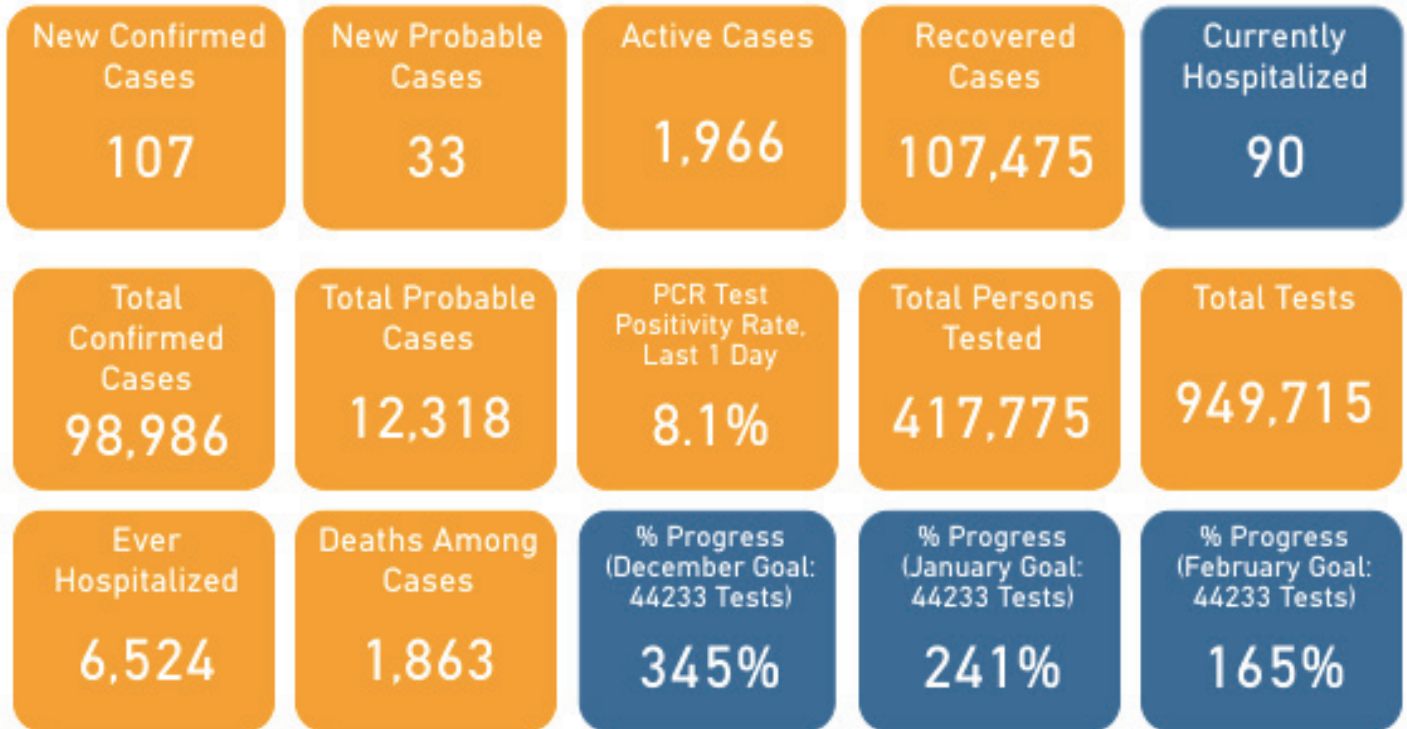 New Confirmed
Cases
107
New Probable
Cases
33
Active Cases
1,966
Recovered
Cases
107,475
Currently
Hospitalized
90
Total
Confirmed
Cases
98,986
Total Probable
Cases
12,318
PCR Test
Positivity Rate,
Last 1 Day
8.1%
Total Persons
Tested
417,775
Total Tests
949,715
Ever
Hospitalized
6,524
Deaths Among
Cases
1,863
% Progress
(December Goal:
44233 Tests)
345%
% Progress
(January Goal:
44233 Tests)
241%
% Progress
(February Goal:
44233 Tests)
165%